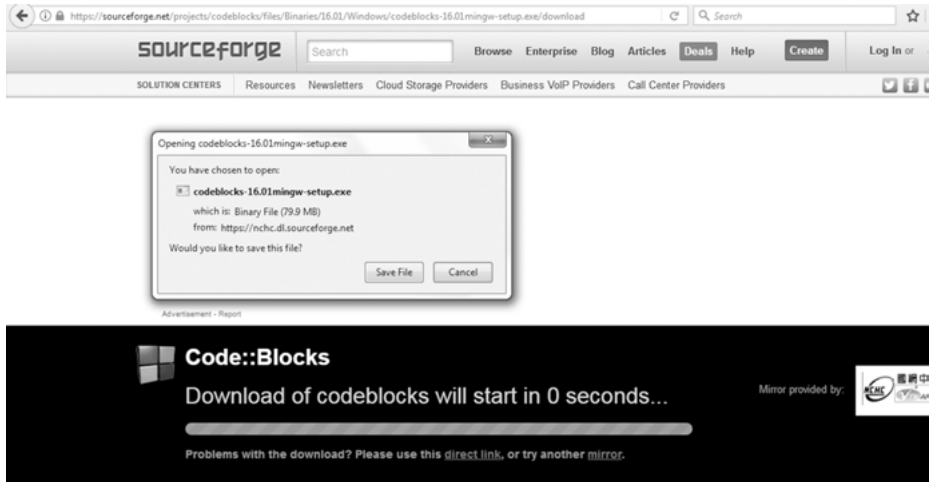 https://sourceforge.net/projects/codeblocks/files/Binaries/16.01/Windows/codeblocks-16.01mingw-setup.exe/download
Search
sourceforge
Search
Browse Enterprise Blog Articles Deals Help Create Log In or
SOLUTION CENTERS Resources Newsletters Cloud Storage Providers Business VoIP Providers Call Center Providers
Opening codeblocks-16.01mingw-setup.exe
You have chosen to open:
codeblocks-16.01mingw-setup.exe
which is: Binary File (79.9 MB)
from: https://nchc.dl.sourceforge.net
Would you like to save this file?
Save File Cancel
Advertisement - Report
Code::Blocks
Download of codeblocks will start in 0 seconds...
Mirror provided by:
NCHC 國網中
Problems with the download? Please use this direct link, or try another mirror.